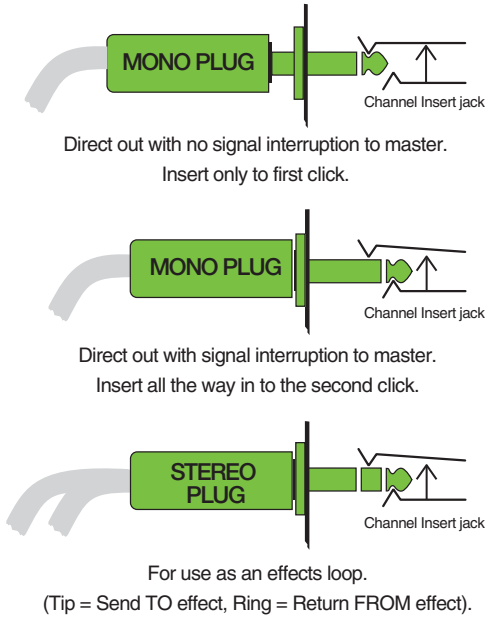 MONO PLUG
Channel Insert jack
Direct out with no signal interruption to master.
Insert only to first click.
MONO PLUG
Channel Insert jack
Direct out with signal interruption to master.
Insert all the way in to the second click.
STEREO
PLUG
Channel Insert jack
For use as an effects loop.
(Tip = Send TO effect, Ring = Return FROM effect).